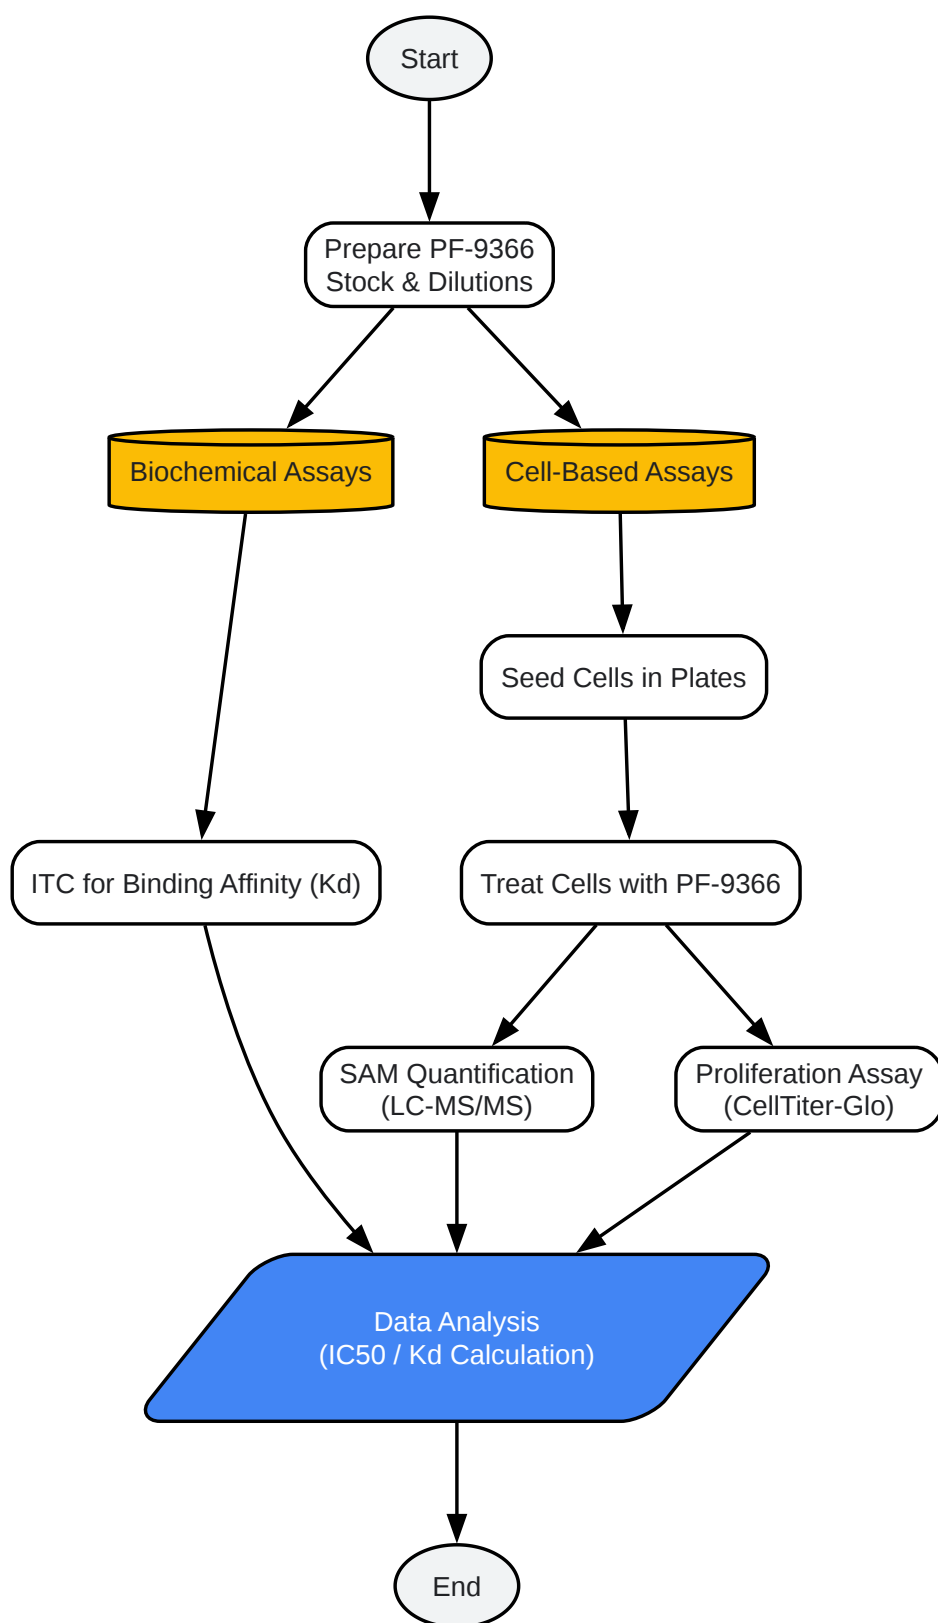 Start
Prepare PF-9366
Stock & Dilutions
Biochemical Assays
Cell-Based Assays
Seed Cells in Plates
ITC for Binding Affinity (Kd)
Treat Cells with PF-9366
SAM Quantification
(LC-MS/MS)
Proliferation Assay
(CellTiter-Glo)
Data Analysis
(IC50 / Kd Calculation)
End